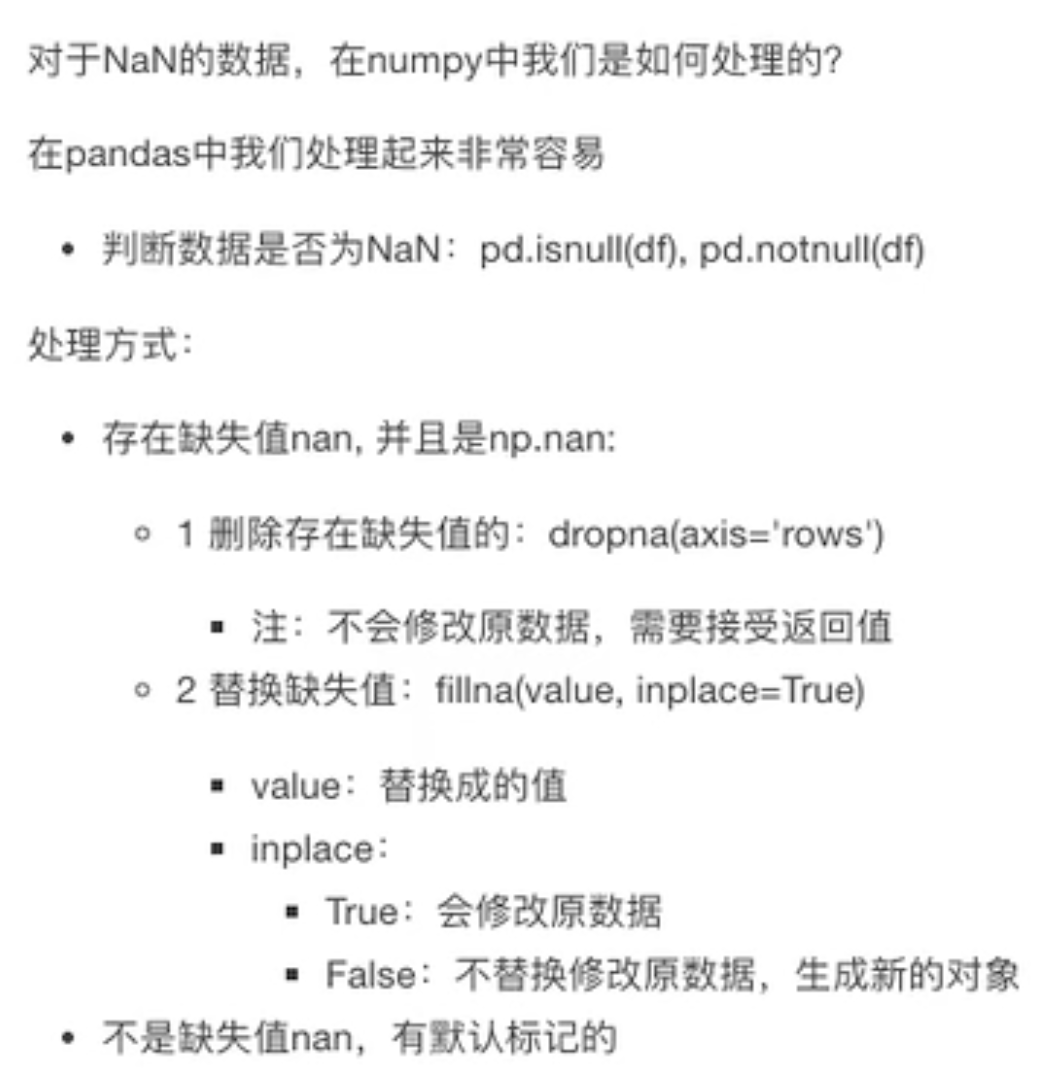 对于NaN的数据，在numpy中我们是如何处理的？
在pandas中我们处理起来非常容易
• 判断数据是否为NaN：pd.isnull(df), pd.notnull(df)
处理方式：
• 存在缺失值nan, 并且是np.nan:
◦ 1 删除存在缺失值的：dropna(axis='rows')
▪ 注：不会修改原数据，需要接受返回值
◦ 2 替换缺失值：fillna(value, inplace=True)
▪ value：替换成的值
▪ inplace：
▪ True：会修改原数据
▪ False：不替换修改原数据，生成新的对象
• 不是缺失值nan，有默认标记的